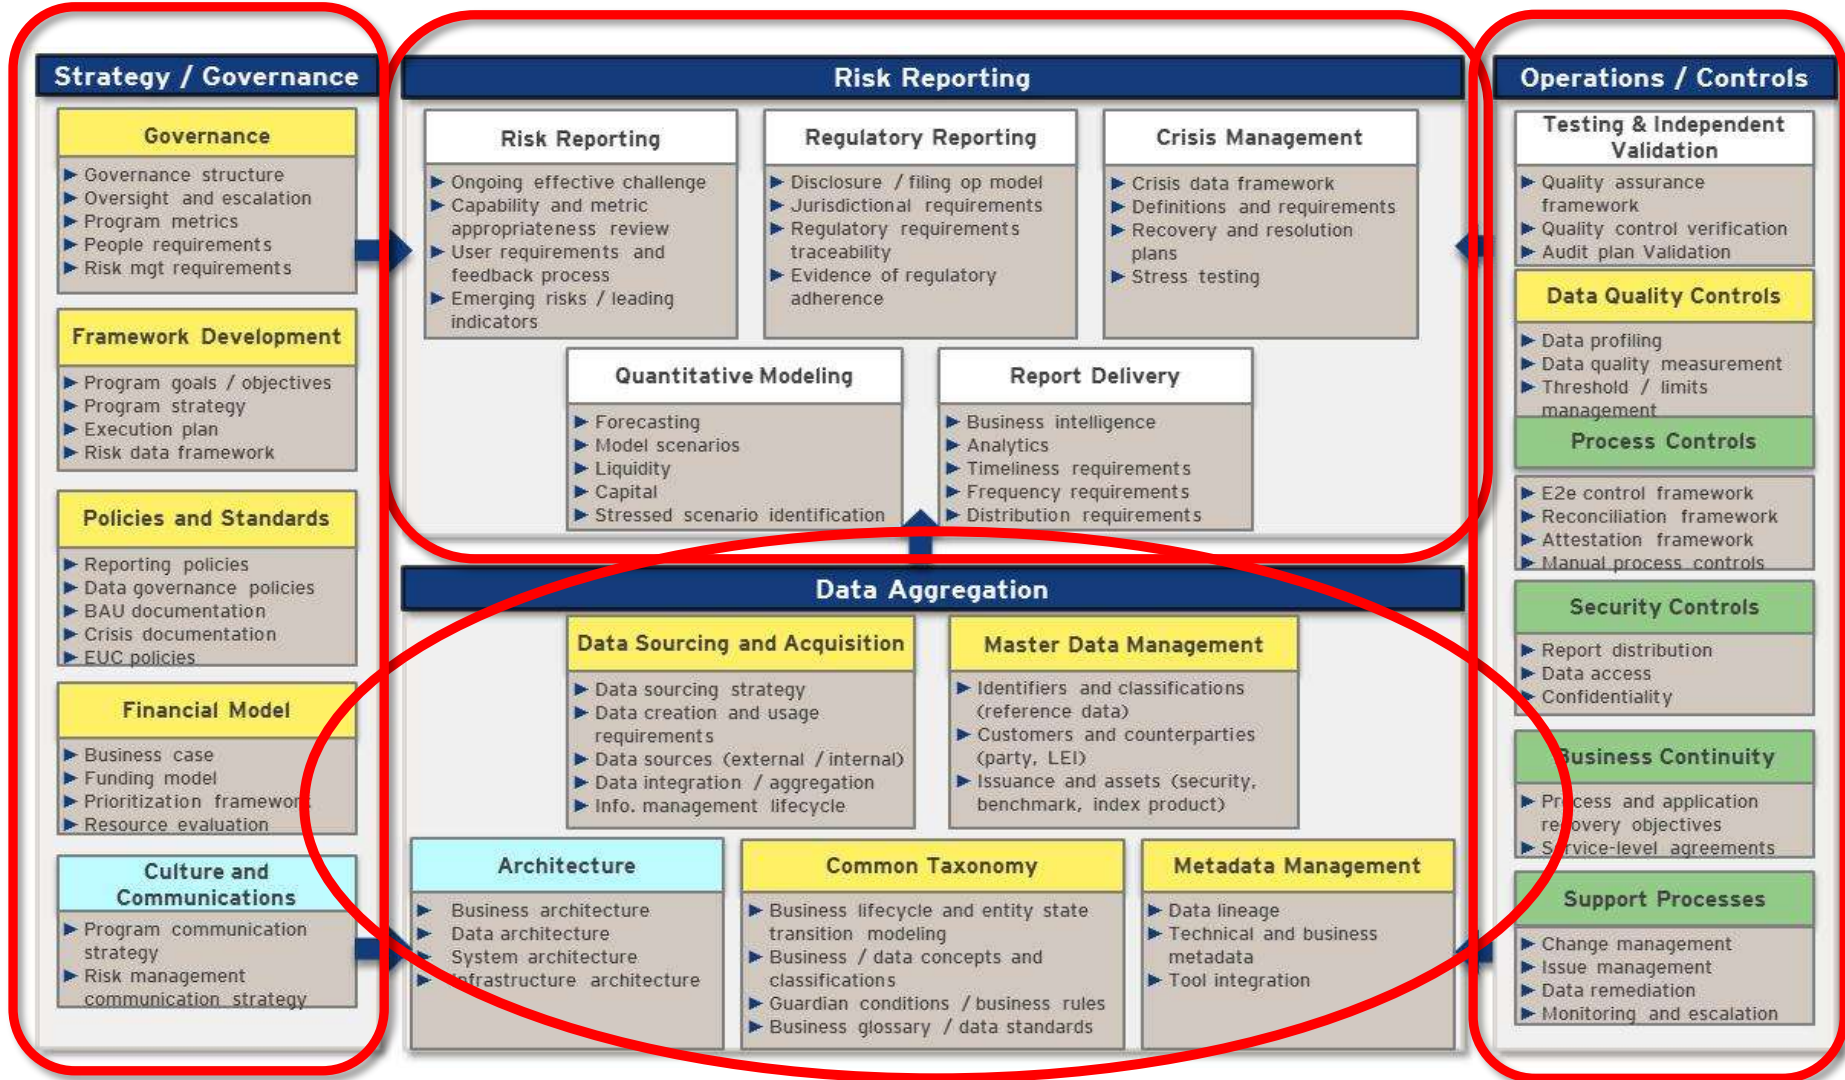 Strategy / Governance
Governance
Governance structure
Oversight and escalation
Program metrics
People requirements
Risk mgt requirements
Framework Development
Program goals / objectives
Program strategy
Execution plan
Risk data framework
Policies and Standards
Reporting policies
Data governance policies
BAU documentation
Crisis documentation
EUC policies
Financial Model
Business case
Funding model
Prioritization framework
Resource evaluation
Culture and
Communications
Program communication
strategy
Risk management
communication strategy
Risk Reporting
Risk Reporting
Ongoing effective challenge
Capability and metric
appropriateness review
User requirements and
feedback process
Emerging risks / leading
indicators
Regulatory Reporting
Disclosure / filing op model
Jurisdictional requirements
Regulatory requirements
traceability
Evidence of regulatory
adherence
Crisis Management
Crisis data framework
Definitions and requirements
Recovery and resolution
plans
Stress testing
Quantitative Modeling
Forecasting
Model scenarios
Liquidity
Capital
Stressed scenario identification
Report Delivery
Business intelligence
Analytics
Timeliness requirements
Frequency requirements
Distribution requirements
Data Aggregation
Data Sourcing and Acquisition
Data sourcing strategy
Data creation and usage
requirements
Data sources (external / internal)
Data integration / aggregation
Info. management lifecycle
Master Data Management
Identifiers and classifications
(reference data)
Customers and counterparties
(party, LEI)
Issuance and assets (security,
benchmark, index product)
Architecture
Business architecture
Data architecture
System architecture
Infrastructure architecture
Common Taxonomy
Business lifecycle and entity state
transition modeling
Business / data concepts and
classifications
Guardian conditions / business rules
Business glossary / data standards
Metadata Management
Data lineage
Technical and business
metadata
Tool integration
Operations / Controls
Testing & Independent
Validation
Quality assurance
framework
Quality control verification
Audit plan Validation
Data Quality Controls
Data profiling
Data quality measurement
Threshold / limits
management
Process Controls
E2e control framework
Reconciliation framework
Attestation framework
Manual process controls
Security Controls
Report distribution
Data access
Confidentiality
Business Continuity
Process and application
recovery objectives
Service-level agreements
Support Processes
Change management
Issue management
Data remediation
Monitoring and escalation